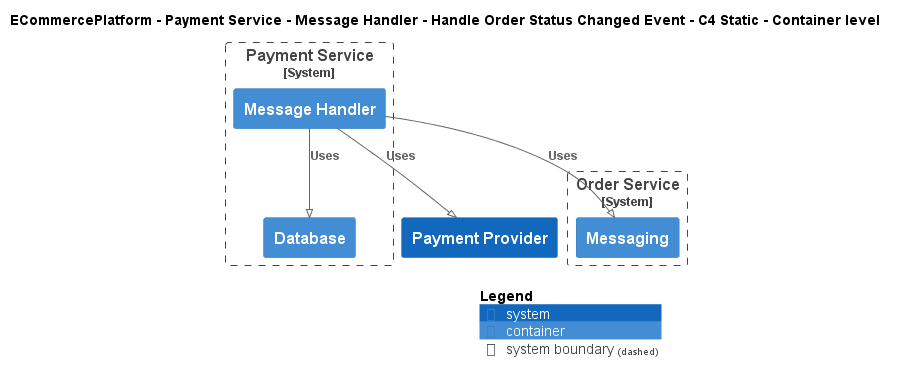 ECommercePlatform - Payment Service - Message Handler - Handle Order Status Changed Event - C4 Static - Container level
Payment Service
[System]
Message Handler
Uses
Uses
Uses
Order Service
[System]
Database
Payment Provider
Messaging
Legend
system
container
system boundary (dashed)